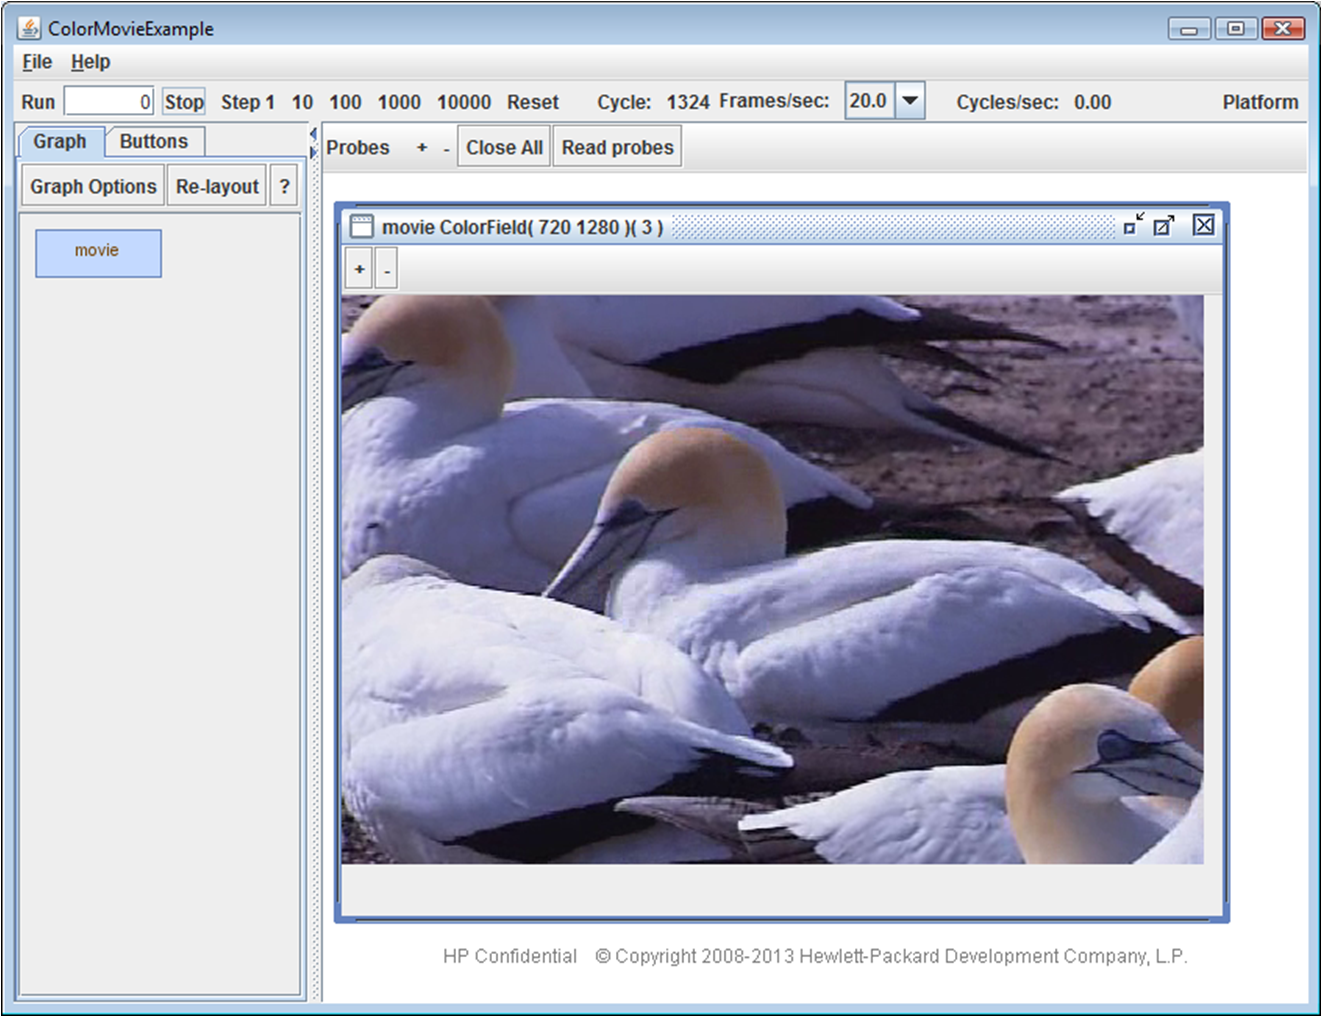 ColorMovieExample
File Help
Run 0 Stop Step 1 10 100 1000 10000 Reset Cycle: 1324 Frames/sec: 20.0 Cycles/sec: 0.00 Platform
Graph Buttons
Probes + - Close All Read probes
Graph Options Re-layout ?
movie
movie ColorField( 720 1280 )( 3 )
+ -
HP Confidential © Copyright 2008-2013 Hewlett-Packard Development Company, L.P.